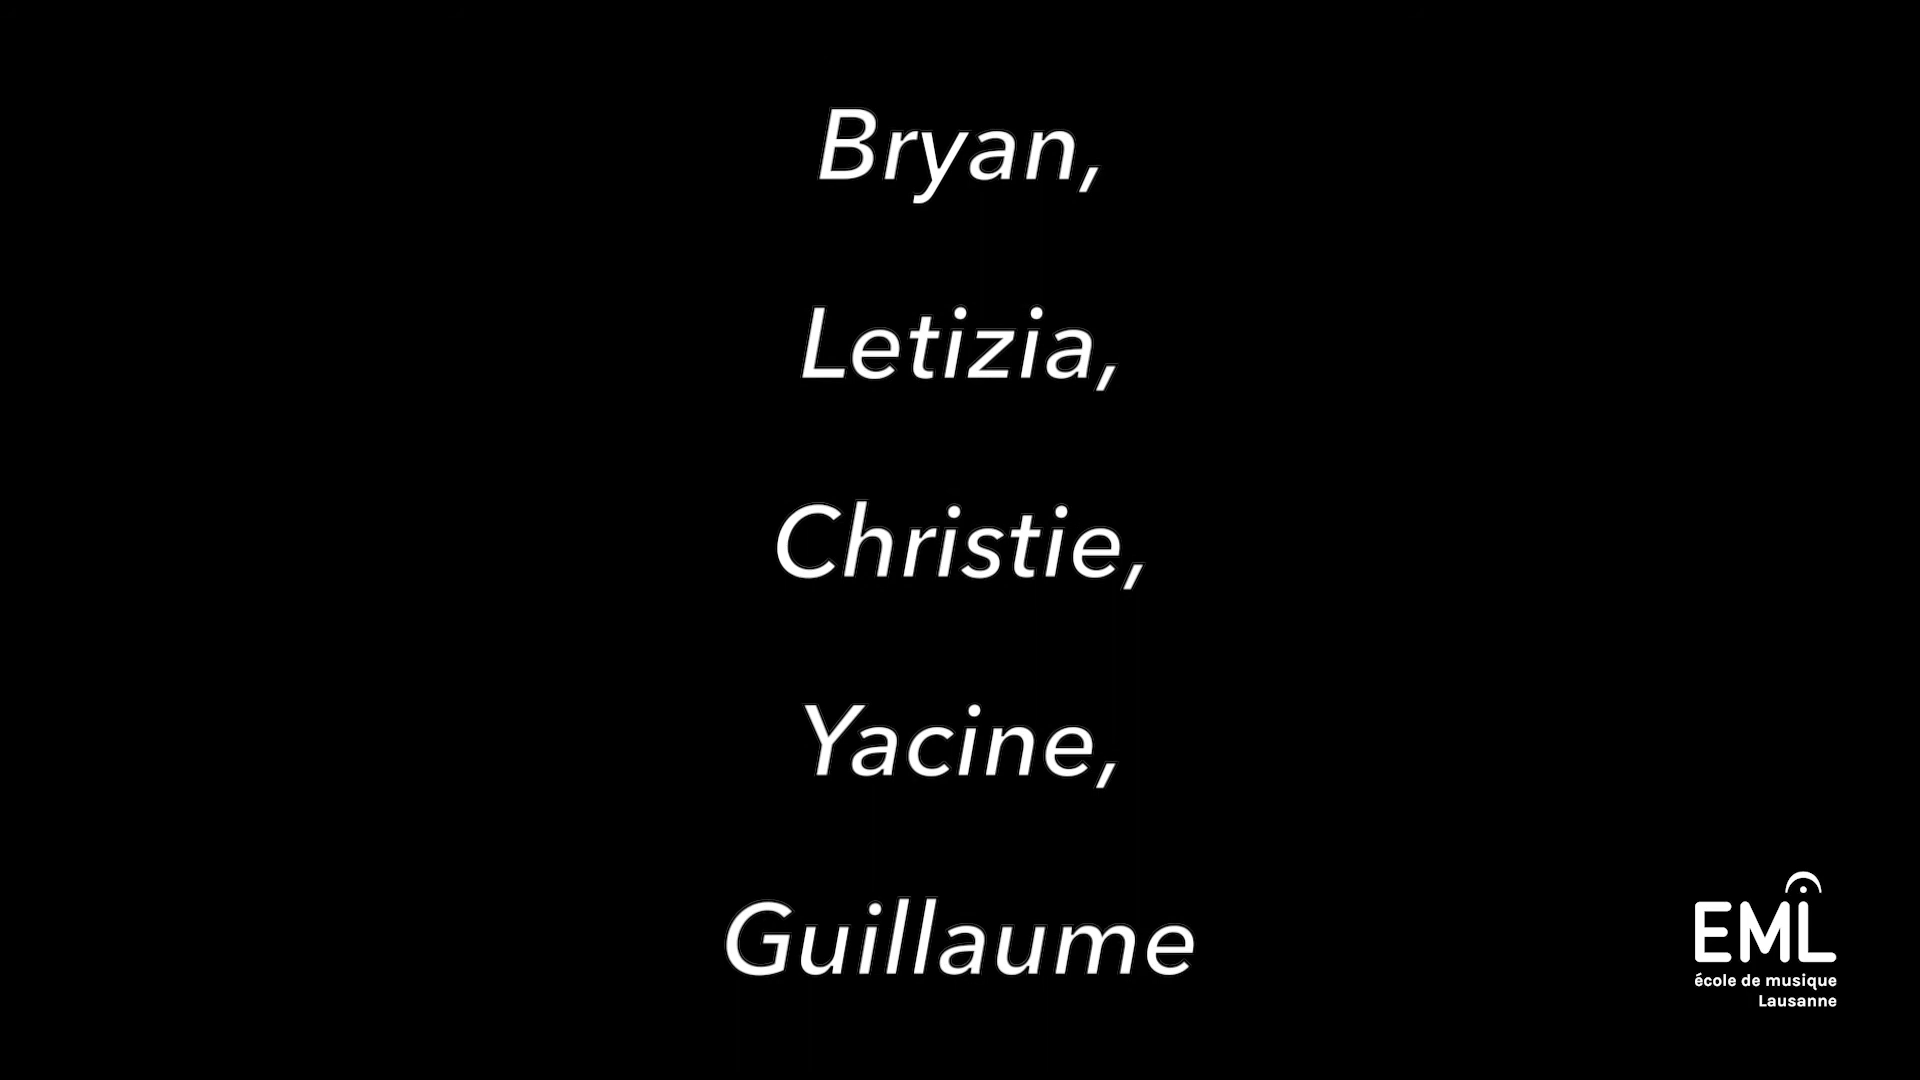 Bryan,
Letizia,
Christie,
Yacine,
Guillaume
EML
école de musique
Lausanne